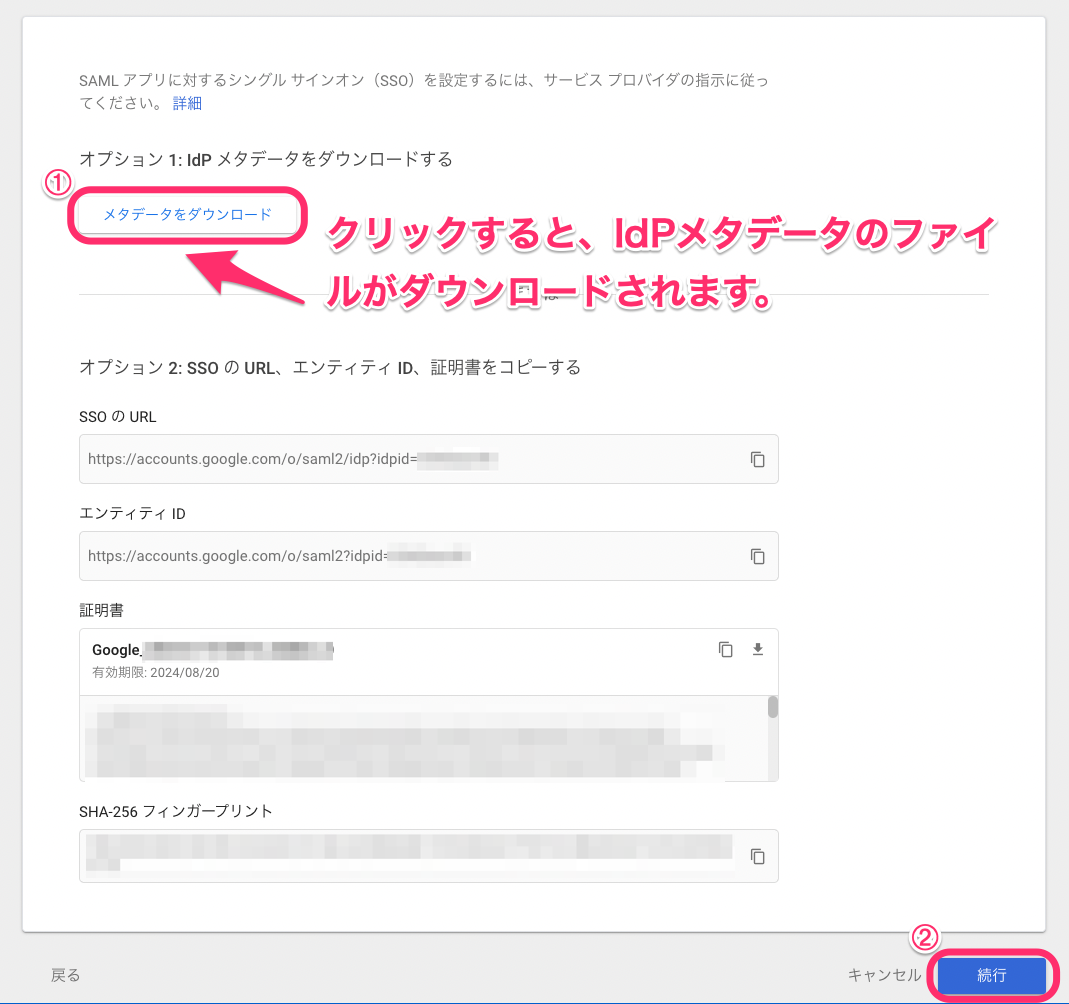 SAML アプリに対するシングル サインオン（SSO）を設定するには、サービス プロバイダの指示に従っ
てください。 詳細
オプション 1: IdP メタデータをダウンロードする
①
メタデータをダウンロード
クリックすると、IdPメタデータのファイ
ルがダウンロードされます。
オプション 2: SSO の URL、エンティティ ID、証明書をコピーする
SSO の URL
https://accounts.google.com/o/saml2/idp?idpid=
エンティティ ID
https://accounts.google.com/o/saml2?idpid=
証明書
Google_
有効期限: 2024/08/20
SHA-256 フィンガープリント
②
戻る
キャンセル
続行